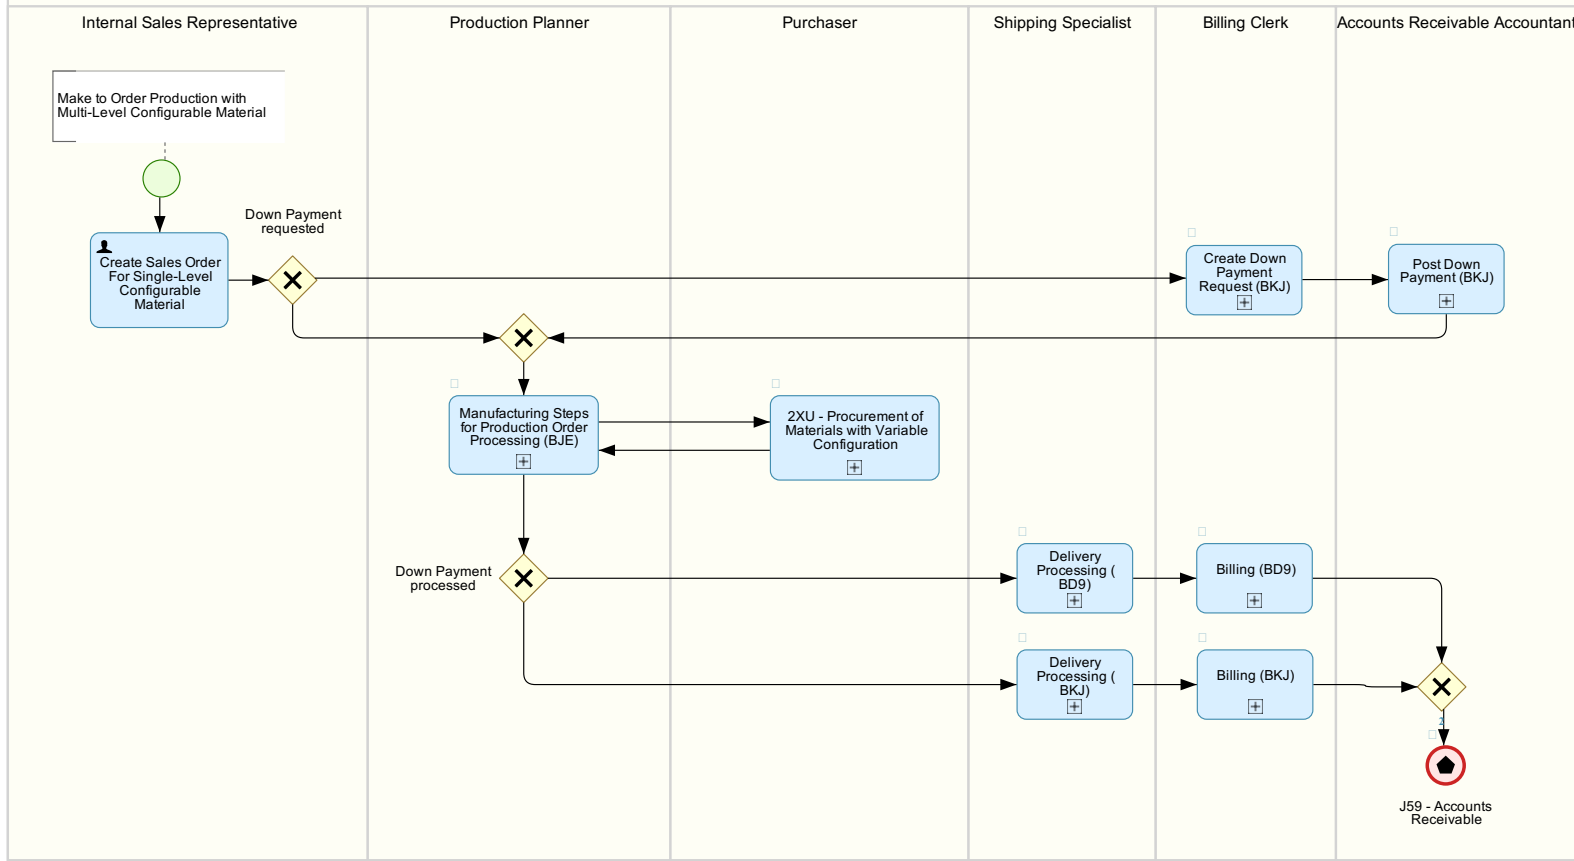 Internal Sales Representative
Production Planner
Purchaser
Shipping Specialist
Billing Clerk
Accounts Receivable Accountant
Make to Order Production with
Multi-Level Configurable Material
Down Payment
requested
Create Sales Order
For Single-Level
Configurable
Material
Create Down
Payment
Request (BKJ)
Post Down
Payment (BKJ)
Manufacturing Steps
for Production Order
Processing (BJE)
2XU - Procurement of
Materials with Variable
Configuration
Down Payment
processed
Delivery
Processing (
BD9)
Billing (BD9)
Delivery
Processing (
BKJ)
Billing (BKJ)
2
J59 - Accounts
Receivable